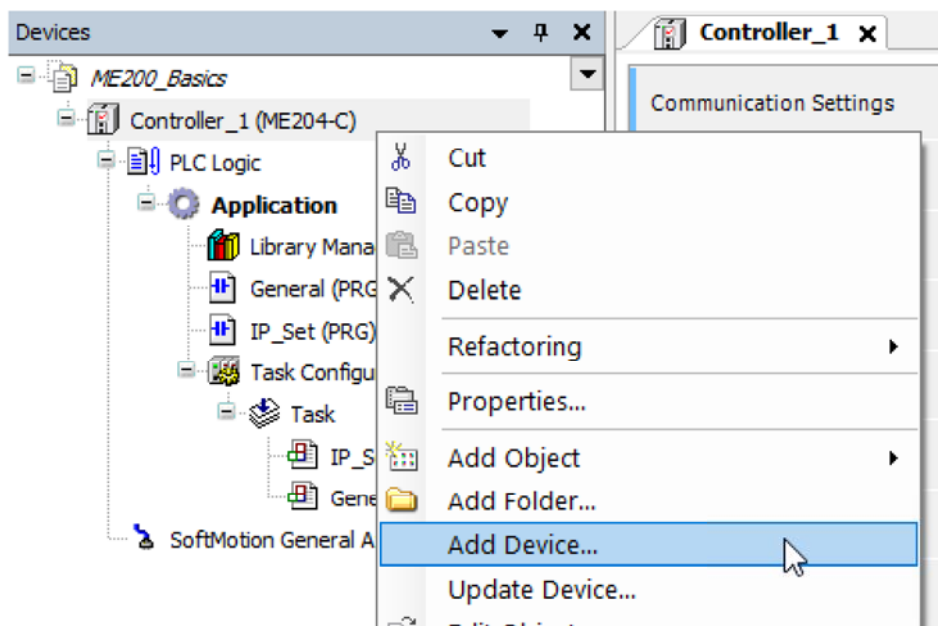 Devices
Controller_1
ME200_Basics
Communication Settings
Controller_1 (ME204-C)
PLC Logic
Application
Library Mana
General (PRG
IP_Set (PRG)
Task Configu
Task
IP_S
Gene
SoftMotion General A
Cut
Copy
Paste
Delete
Refactoring
Properties...
Add Object
Add Folder...
Add Device...
Update Device...